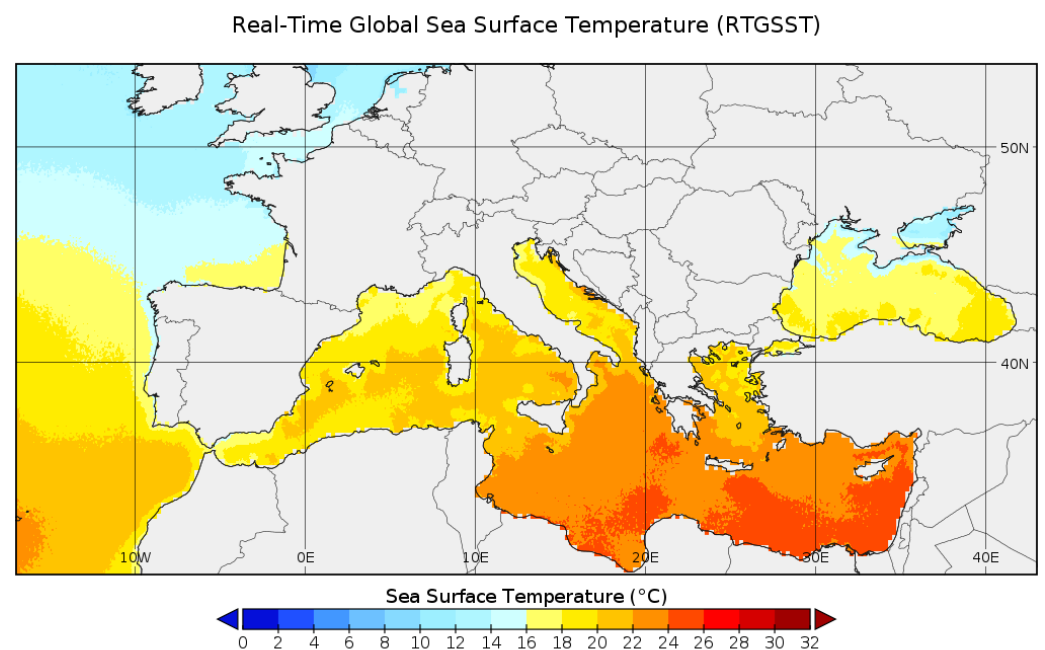 Real-Time Global Sea Surface Temperature (RTGSST)
50N
40N
10W 0E 10E 20E 30E 40E
Sea Surface Temperature (°C)
0 2 4 6 8 10 12 14 16 18 20 22 24 26 28 30 32